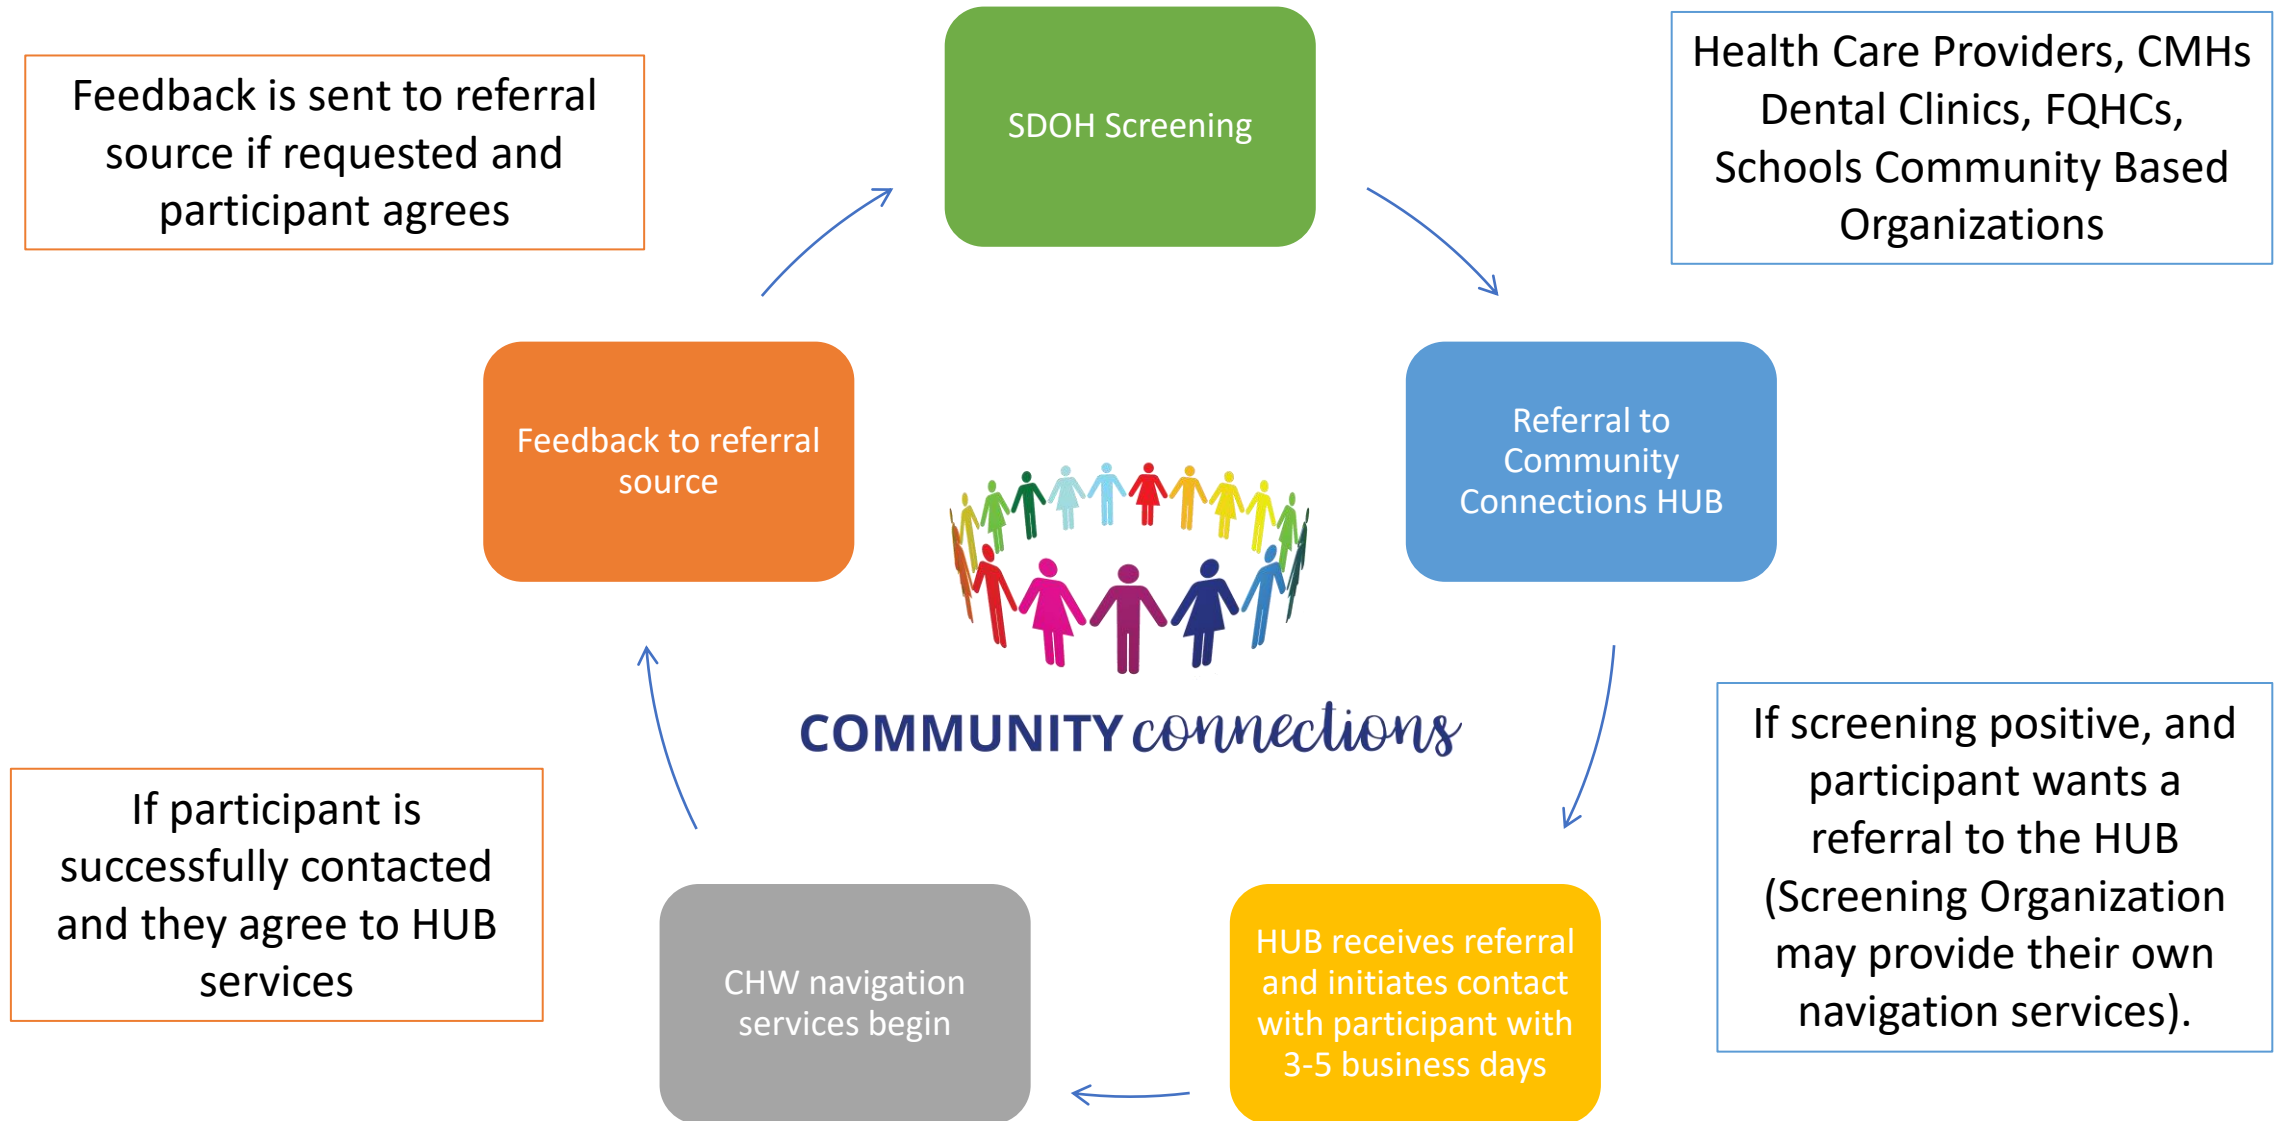 SDOH Screening
Health Care Providers, CMHs
Dental Clinics, FQHCs,
Schools Community Based
Organizations
Referral to
Community
Connections HUB
If screening positive, and
participant wants a
referral to the HUB
(Screening Organization
may provide their own
navigation services).
HUB receives referral
and initiates contact
with participant with
3-5 business days
CHW navigation
services begin
If participant is
successfully contacted
and they agree to HUB
services
Feedback to referral
source
Feedback is sent to referral
source if requested and
participant agrees
COMMUNITY connections